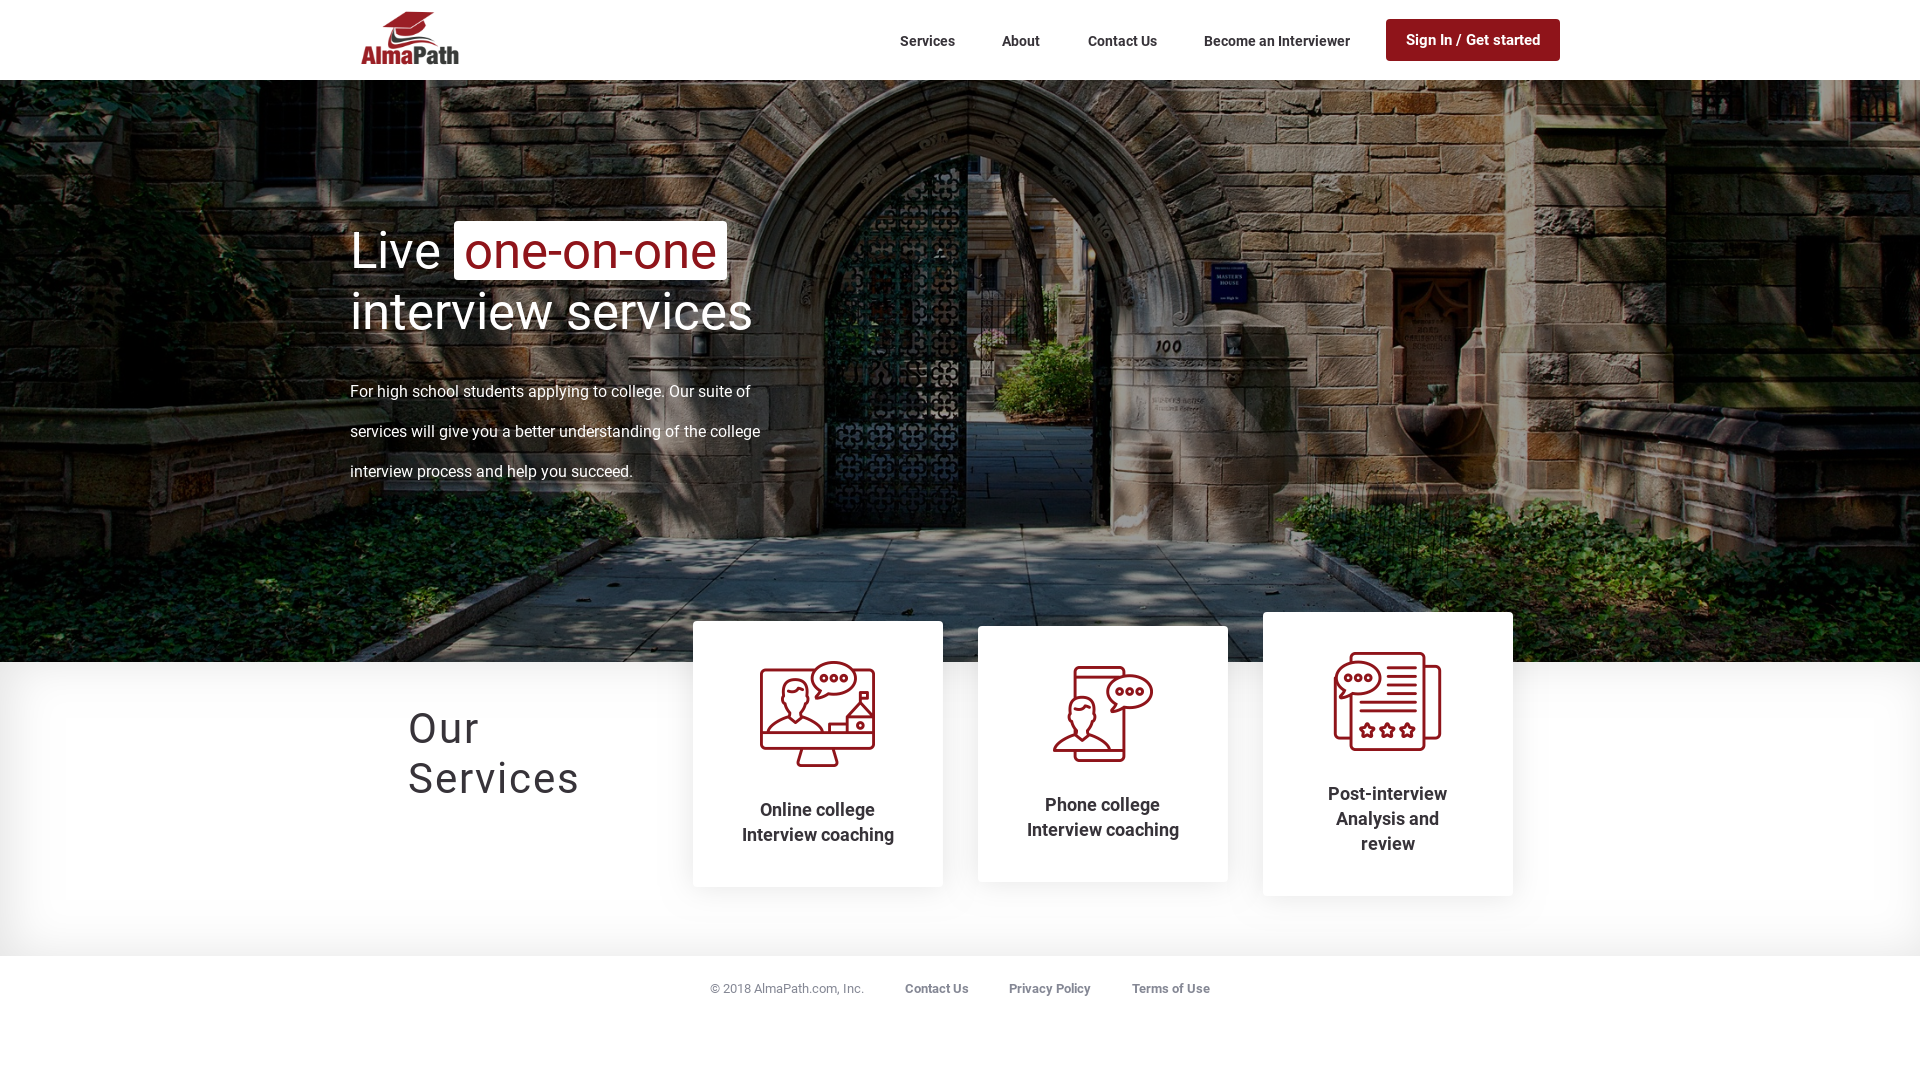 AlmaPath
Services
About
Contact Us
Become an Interviewer
Sign In / Get started
Live one-on-one
interview services
For high school students applying to college. Our suite of
services will give you a better understanding of the college
interview process and help you succeed.
MASTER'S
HOUSE
100
Our
Services
Online college
Interview coaching
Phone college
Interview coaching
Post-interview
Analysis and
review
© 2018 AlmaPath.com, Inc.
Contact Us
Privacy Policy
Terms of Use